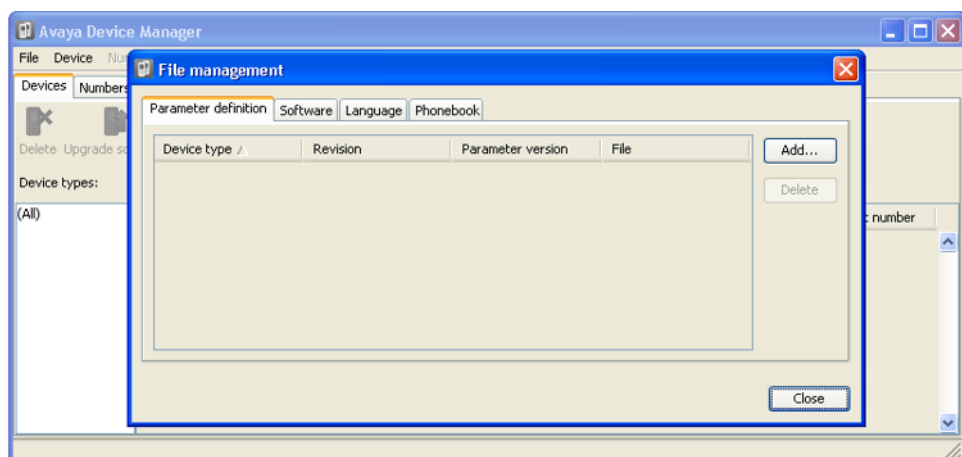 Avaya Device Manager
File Device
Devices Numbers
Delete Upgrade
Device types:
(All)
number
File management
Parameter definition Software Language Phonebook
Device type Revision Parameter version File
Add...
Delete
Close